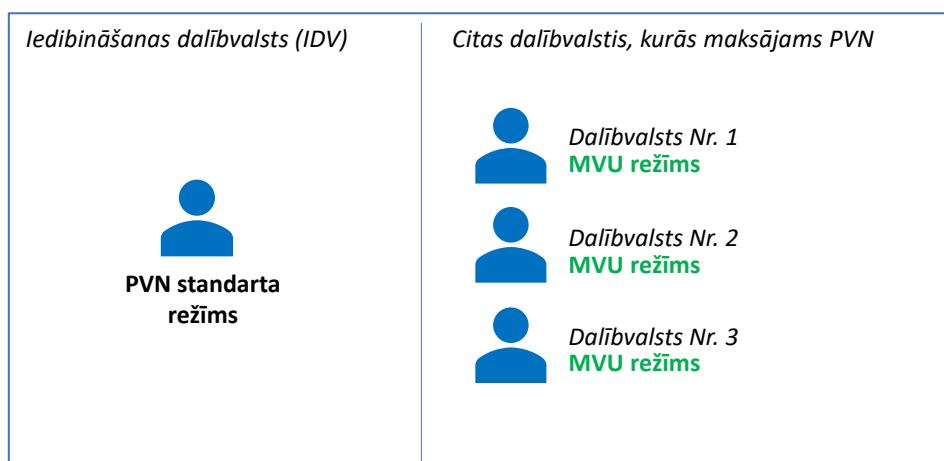 Iedibināšanas dalībvalsts (IDV)
PVN standarta
režīms
Citas dalībvalstis, kurās maksājams PVN
Dalībvalsts Nr. 1
MVU režīms
Dalībvalsts Nr. 2
MVU režīms
Dalībvalsts Nr. 3
MVU režīms